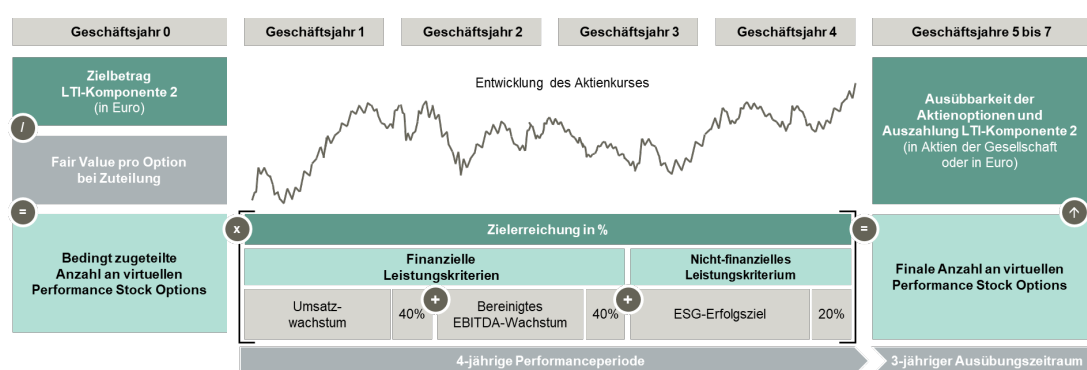 Geschäftsjahr 0
Geschäftsjahr 1
Geschäftsjahr 2
Geschäftsjahr 3
Geschäftsjahr 4
Geschäftsjahre 5 bis 7
Zielbetrag
LTI-Komponente 2
(in Euro)
/
Fair Value pro Option
bei Zuteilung
=
Bedingt zugeteilte
Anzahl an virtuellen
Performance Stock Options
Entwicklung des Aktienkurses
x
Zielerreichung in %
Finanzielle
Leistungskriterien
Nicht-finanzielles
Leistungskriterium
Umsatz-
wachstum
40%
+
Bereinigtes
EBITDA-Wachstum
40%
+
ESG-Erfolgsziel
20%
=
Ausübbarkeit der
Aktienoptionen und
Auszahlung LTI-Komponente 2
(in Aktien der Gesellschaft
oder in Euro)
↑
Finale Anzahl an virtuellen
Performance Stock Options
4-jährige Performanceperiode
3-jähriger Ausübungszeitraum